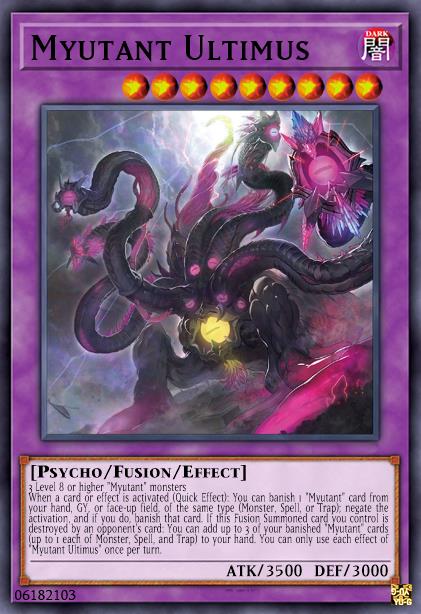 MYUTANT ULTIMUS
DARK
闇
[PSYCHO/FUSION/EFFECT]
3 Level 8 or higher "Myutant" monsters
When a card or effect is activated (Quick Effect): You can banish 1 "Myutant" card from
your hand, GY, or face-up field, of the same type (Monster, Spell, or Trap); negate the
activation, and if you do, banish that card. If this Fusion Summoned card you control is
destroyed by an opponent's card: You can add up to 3 of your banished "Myutant" cards
(up to 1 each of Monster, Spell, and Trap) to your hand. You can only use each effect of
"Myutant Ultimus" once per turn.
ATK/3500 DEF/3000
06182103